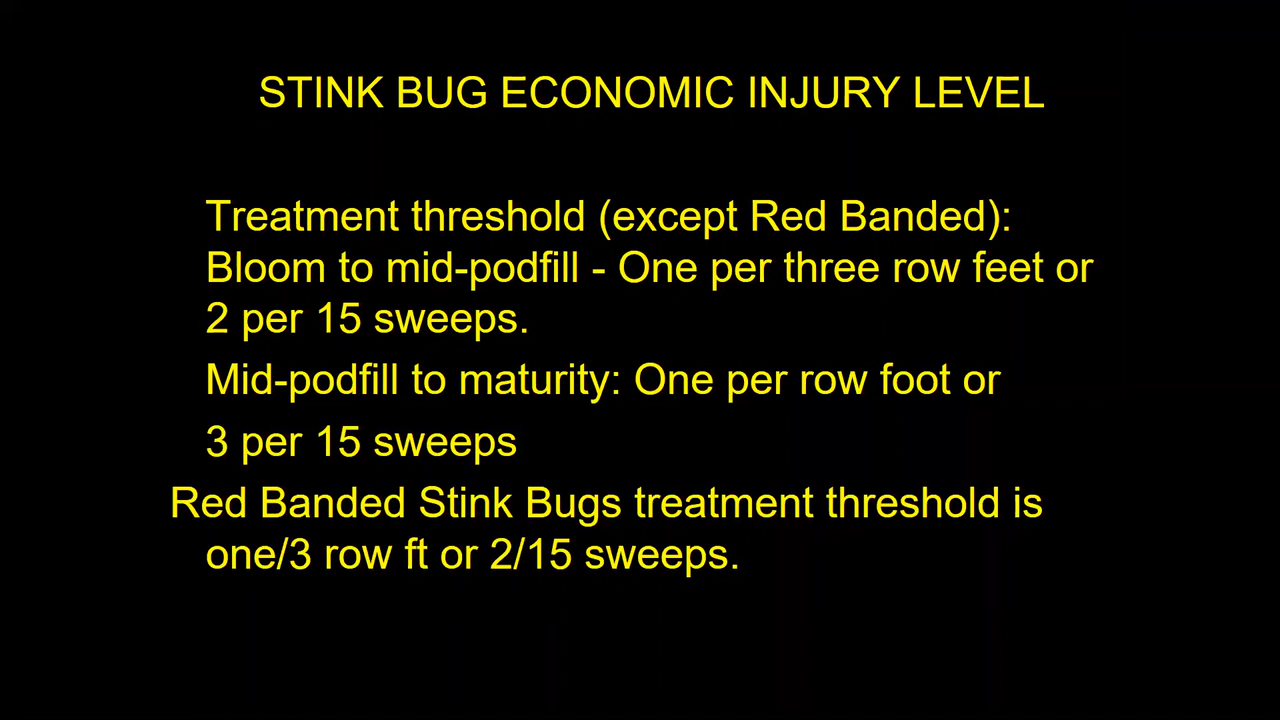 STINK BUG ECONOMIC INJURY LEVEL
Treatment threshold (except Red Banded):
Bloom to mid-podfill - One per three row feet or
2 per 15 sweeps.
Mid-podfill to maturity: One per row foot or
3 per 15 sweeps
Red Banded Stink Bugs treatment threshold is
one/3 row ft or 2/15 sweeps.